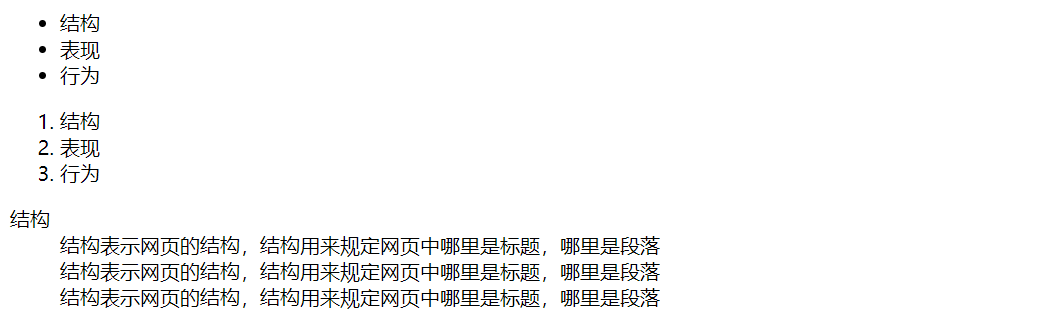 • 结构
• 表现
• 行为
1. 结构
2. 表现
3. 行为
结构
结构表示网页的结构，结构用来规定网页中哪里是标题，哪里是段落
结构表示网页的结构，结构用来规定网页中哪里是标题，哪里是段落
结构表示网页的结构，结构用来规定网页中哪里是标题，哪里是段落